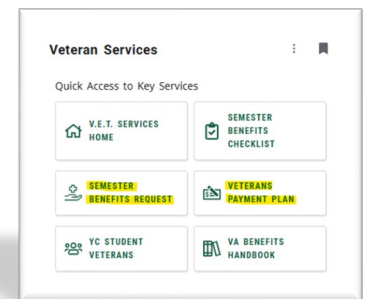 Veteran Services
Quick Access to Key Services
V.E.T. SERVICES
HOME
SEMESTER
BENEFITS
CHECKLIST
SEMESTER
BENEFITS REQUEST
VETERANS
PAYMENT PLAN
YC STUDENT
VETERANS
VA BENEFITS
HANDBOOK